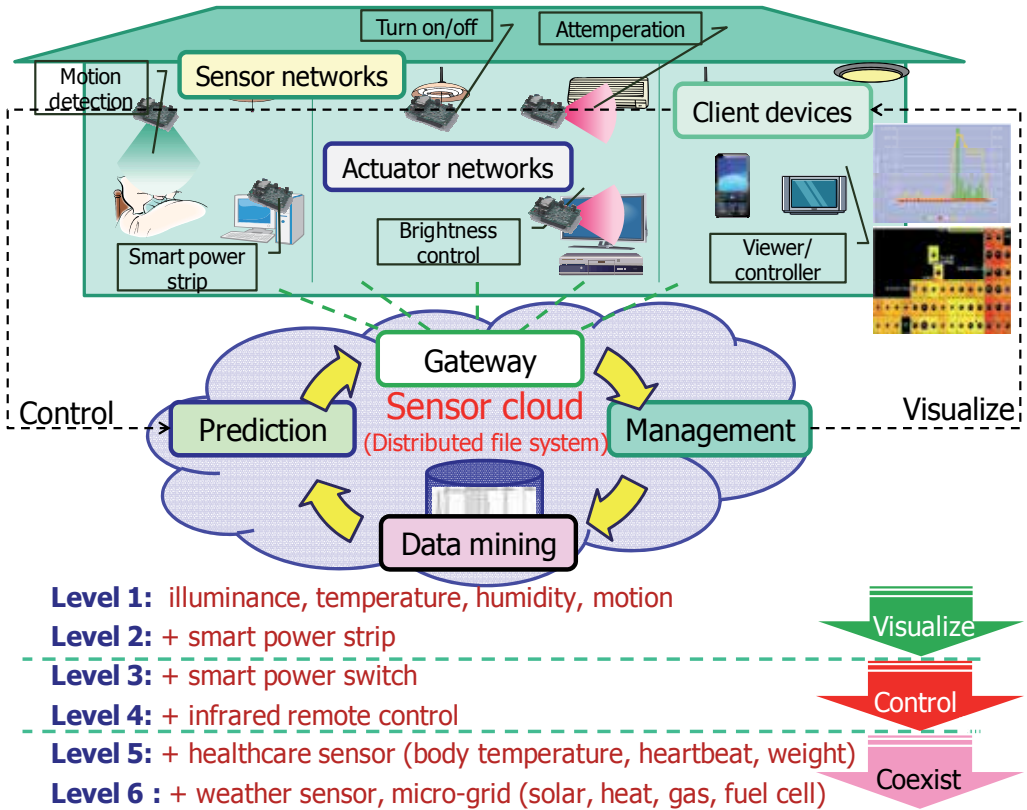 Turn on/off
Attemperation
Motion
detection
Sensor networks
Client devices
Actuator networks
Smart power
strip
Brightness
control
Viewer/
controller
Gateway
Control
Sensor cloud
Visualize
Prediction
(Distributed file system)
Management
Data mining
Level 1: illuminance, temperature, humidity, motion
Visualize
Level 2: + smart power strip
Level 3: + smart power switch
Control
Level 4: + infrared remote control
Level 5: + healthcare sensor (body temperature, heartbeat, weight)
Coexist
Level 6 : + weather sensor, micro-grid (solar, heat, gas, fuel cell)